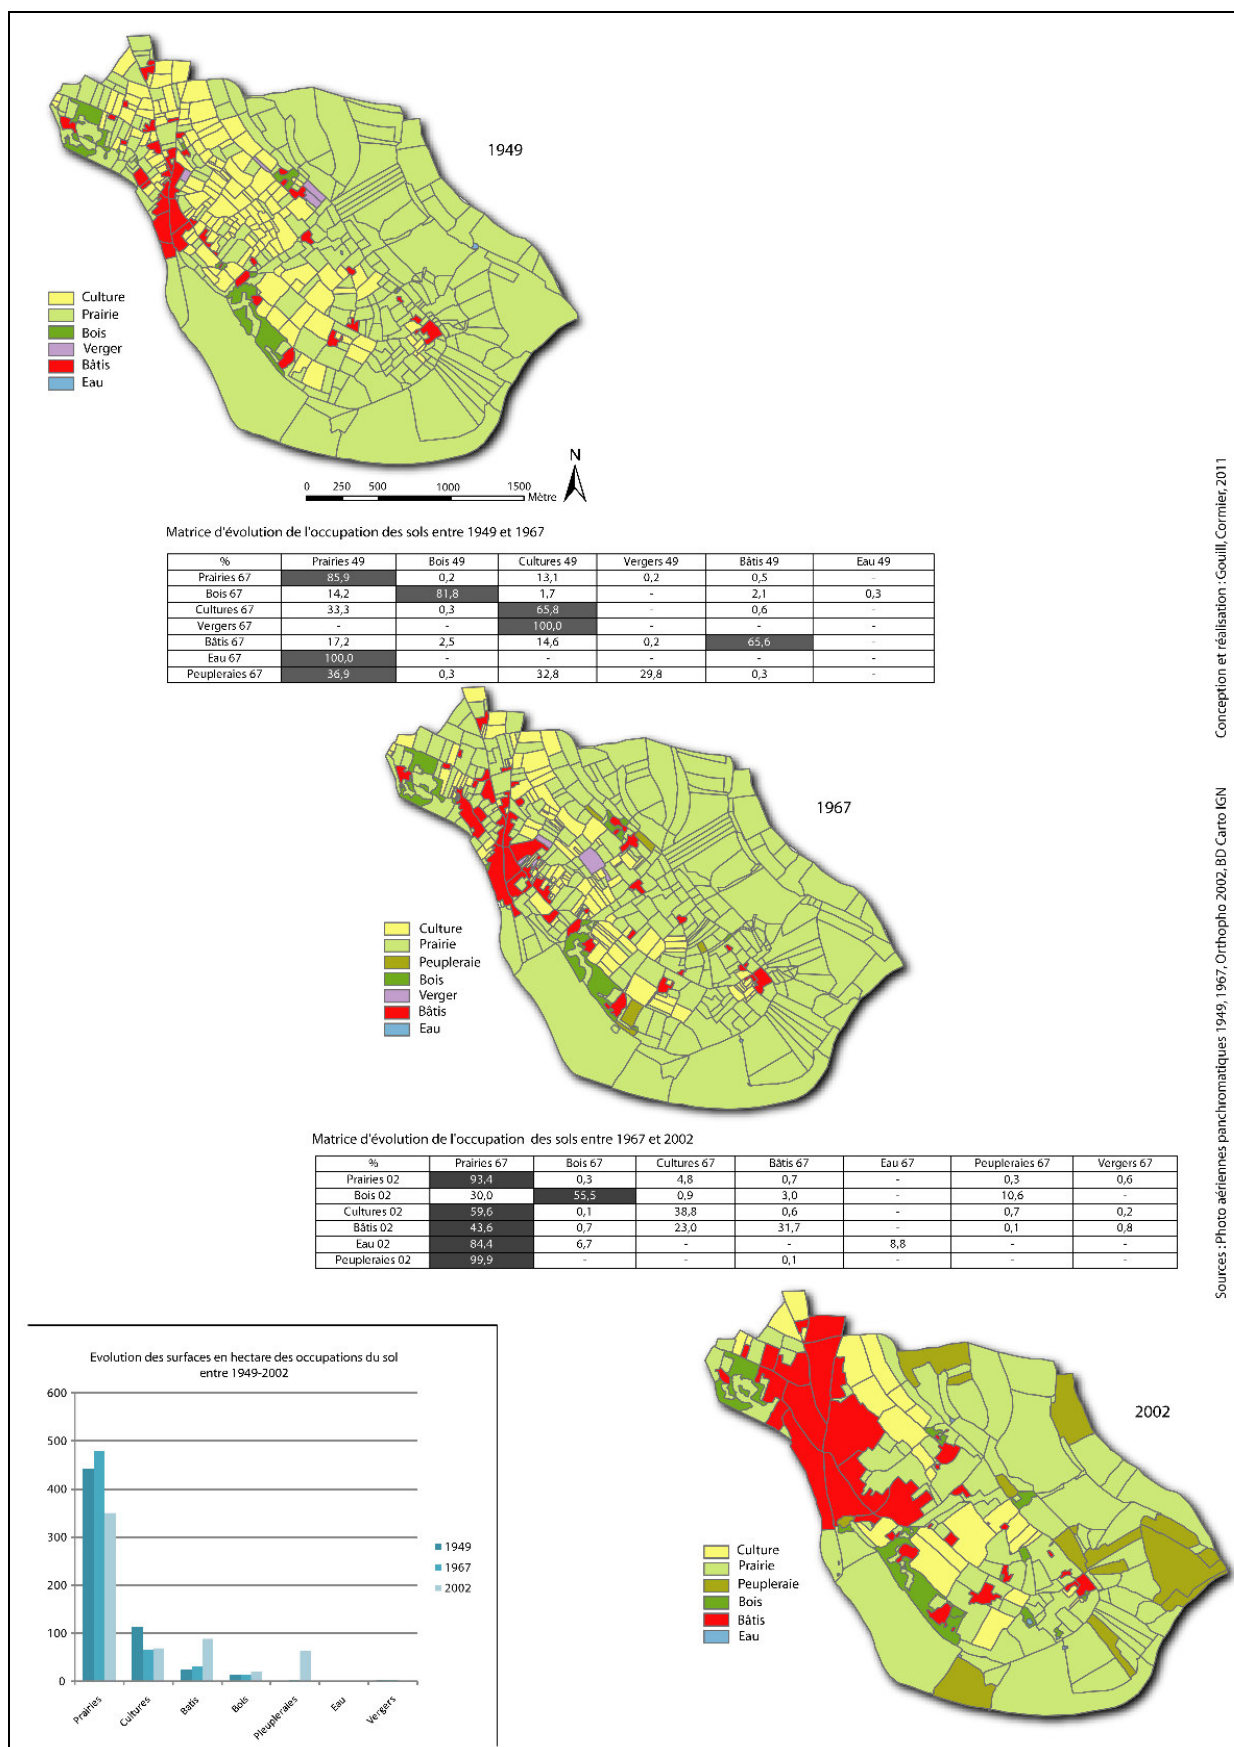 1949
Culture
Prairie
Bois
Verger
Bâtis
Eau
N
0 250 500 1000 1500
Mètre
Matrice d'évolution de l'occupation des sols entre 1949 et 1967
% Prairies 49 Bois 49 Cultures 49 Vergers 49 Bâtis 49 Eau 49
Prairies 67 85,9 0,2 13,1 0,2 0,5 -
Bois 67 14,2 81,8 1,7 - 2,1 0,3
Cultures 67 33,3 0,3 65,8 - 0,6 -
Vergers 67 - - 100,0 - - -
Bâtis 67 17,2 2,5 14,6 0,2 65,6 -
Eau 67 100,0 - - - - -
Peupleraies 67 36,9 0,3 32,8 29,8 0,3 -
1967
Culture
Prairie
Peupleraie
Bois
Verger
Bâtis
Eau
Matrice d'évolution de l'occupation des sols entre 1967 et 2002
% Prairies 67 Bois 67 Cultures 67 Bâtis 67 Eau 67 Peupleraies 67 Vergers 67
Prairies 02 93,4 0,3 4,8 0,7 - 0,3 0,6
Bois 02 30,0 55,5 0,9 3,0 - 10,6 -
Cultures 02 59,6 0,1 38,8 0,6 - 0,7 0,2
Bâtis 02 43,6 0,7 23,0 31,7 - 0,1 0,8
Eau 02 84,4 6,7 - - 8,8 - -
Peupleraies 02 99,9 - - 0,1 - - -
Evolution des surfaces en hectare des occupations du sol
entre 1949-2002
600
500
400
300
200
100
0
Prairies
Cultures
Batis
Bois
Pleupleraies
Eau
Vergers
1949
1967
2002
2002
Culture
Prairie
Peupleraie
Bois
Bâtis
Eau
Sources : Photo aériennes panchromatiques 1949, 1967, Orthopho 2002, BD Carto IGN Conception et réalisation : Gouill, Cormier, 2011